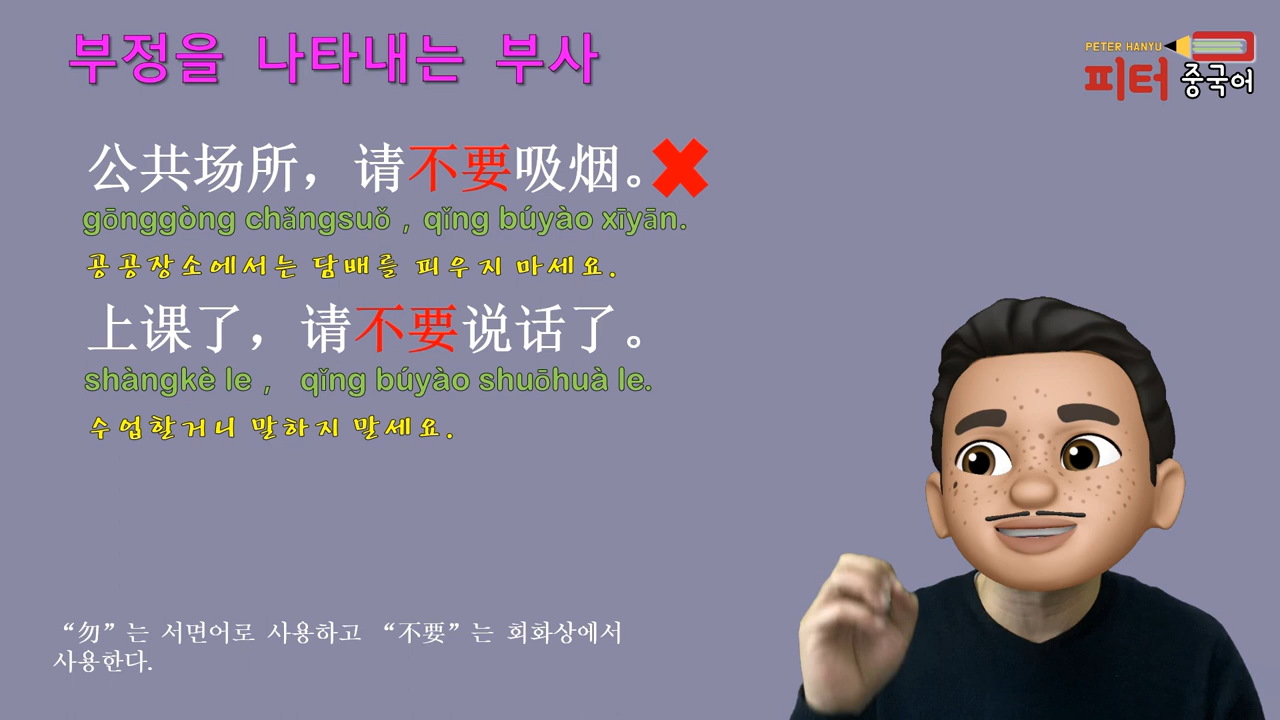 부정을 나타내는 부사
PETER HANYU
피터 중국어
公共场所，请不要吸烟。
gōnggòng chǎngsuǒ，qǐng búyào xīyān.
공공장소에서는 담배를 피우지 마세요.
上课了，请不要说话了。
shàngkè le， qǐng búyào shuōhuà le.
수업할거니 말하지 말세요.
“勿”는 서면어로 사용하고 “不要”는 회화상에서
사용한다.